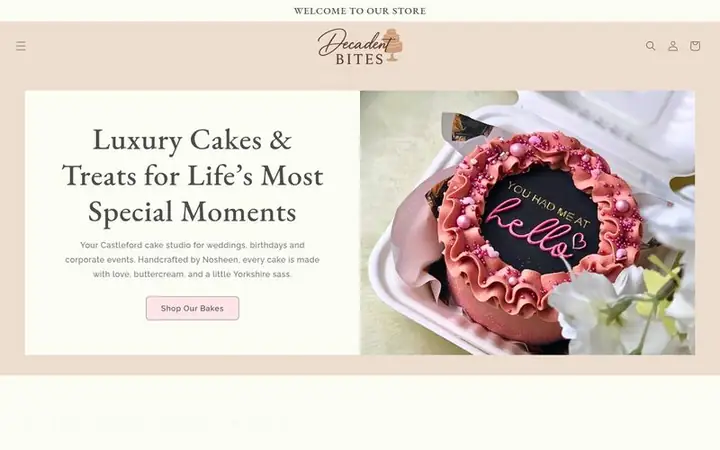 WELCOME TO OUR STORE
Decadent
BITES
Luxury Cakes &
Treats for Life’s Most
Special Moments
Your Castleford cake studio for weddings, birthdays and
corporate events. Handcrafted by Nosheen, every cake is made
with love, buttercream, and a little Yorkshire sass.
Shop Our Bakes
YOU HAD ME AT
hello